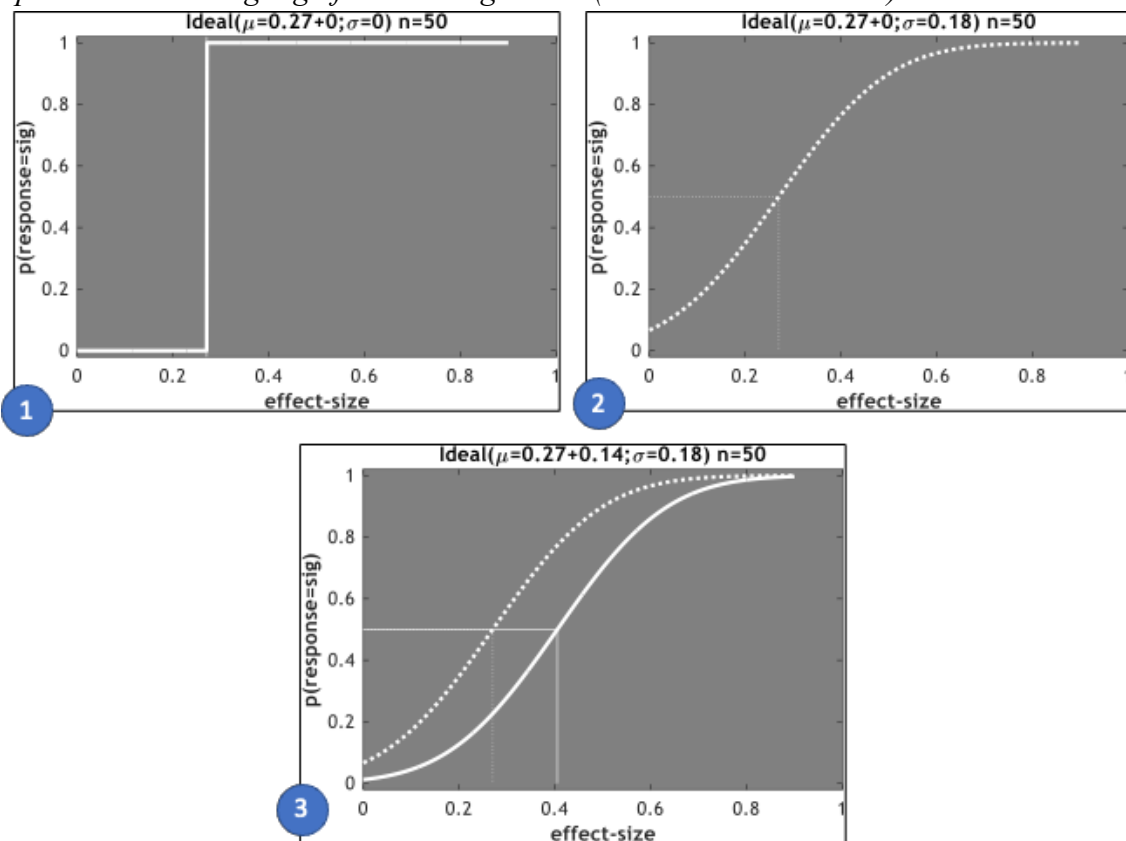 Ideal(μ=0.27+0;σ=0) n=50
p(response=sig)
1
0.8
0.6
0.4
0.2
0
0 0.2 0.4 0.6 0.8 1
effect-size
1
Ideal(μ=0.27+0;σ=0.18) n=50
p(response=sig)
1
0.8
0.6
0.4
0.2
0
0 0.2 0.4 0.6 0.8 1
effect-size
2
Ideal(μ=0.27+0.14;σ=0.18) n=50
p(response=sig)
1
0.8
0.6
0.4
0.2
0
0 0.2 0.4 0.6 0.8 1
effect-size
3